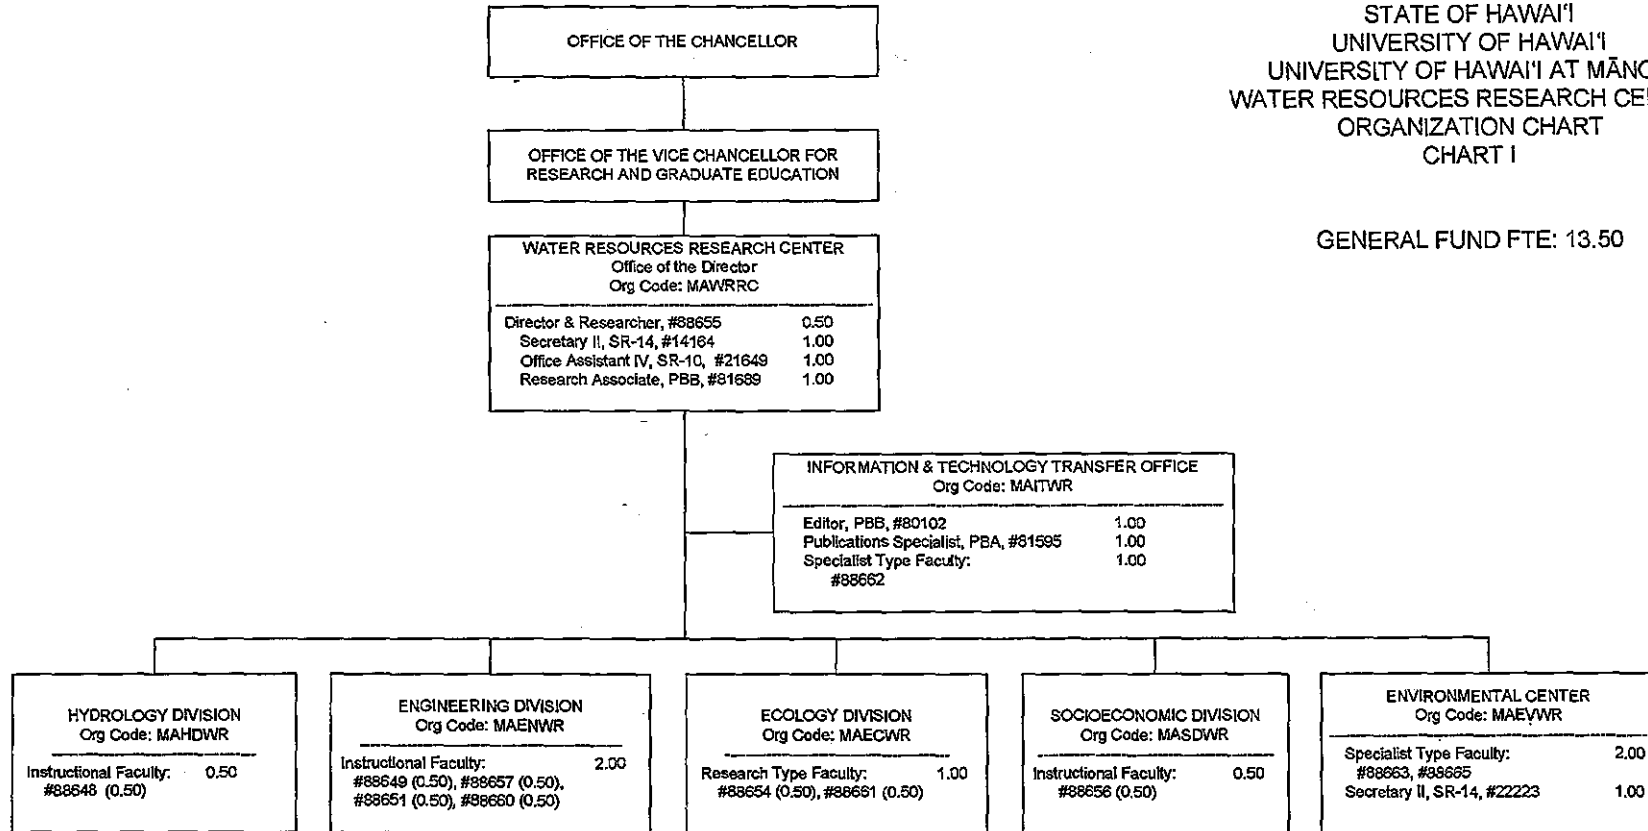 STATE OF HAWAI'I
UNIVERSITY OF HAWAI'I
UNIVERSITY OF HAWAI'I AT MĀNO
WATER RESOURCES RESEARCH CE
ORGANIZATION CHART
CHART I
GENERAL FUND FTE: 13.50
OFFICE OF THE CHANCELLOR
OFFICE OF THE VICE CHANCELLOR FOR
RESEARCH AND GRADUATE EDUCATION
WATER RESOURCES RESEARCH CENTER
Office of the Director
Org Code: MAWRRC
Director & Researcher, #88655 0.50
Secretary II, SR-14, #14164 1.00
Office Assistant IV, SR-10, #21649 1.00
Research Associate, PBB, #81689 1.00
INFORMATION & TECHNOLOGY TRANSFER OFFICE
Org Code: MAITWR
Editor, PBB, #80102 1.00
Publications Specialist, PBA, #81595 1.00
Specialist Type Faculty: 1.00
#88662
HYDROLOGY DIVISION
Org Code: MAHDWR
Instructional Faculty: 0.50
#88648 (0.50)
ENGINEERING DIVISION
Org Code: MAENWR
Instructional Faculty: 2.00
#88649 (0.50), #88657 (0.50),
#88651 (0.50), #88660 (0.50)
ECOLOGY DIVISION
Org Code: MAECWR
Research Type Faculty: 1.00
#88654 (0.50), #88661 (0.50)
SOCIOECONOMIC DIVISION
Org Code: MASDWR
Instructional Faculty: 0.50
#88656 (0.50)
ENVIRONMENTAL CENTER
Org Code: MAEVWR
Specialist Type Faculty: 2.00
#88663, #88665
Secretary II, SR-14, #22223 1.00